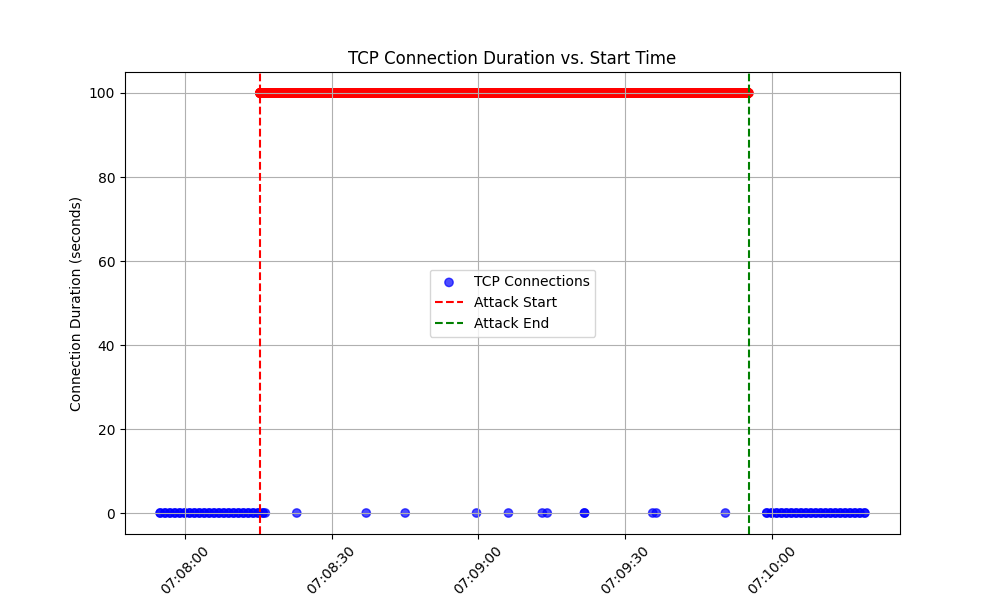 TCP Connection Duration vs. Start Time
Connection Duration (seconds)
100
80
60
40
20
0
TCP Connections
Attack Start
Attack End
07:08:00
07:08:30
07:09:00
07:09:30
07:10:00